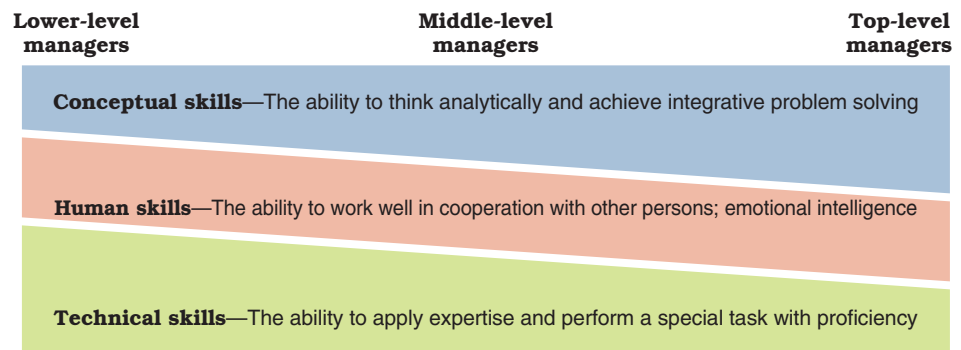 Lower-level Middle-level Top-level
managers managers managers
Conceptual skills—The ability to think analytically and achieve integrative problem solving
Human skills—The ability to work well in cooperation with other persons; emotional intelligence
Technical skills—The ability to apply expertise and perform a special task with proficiency